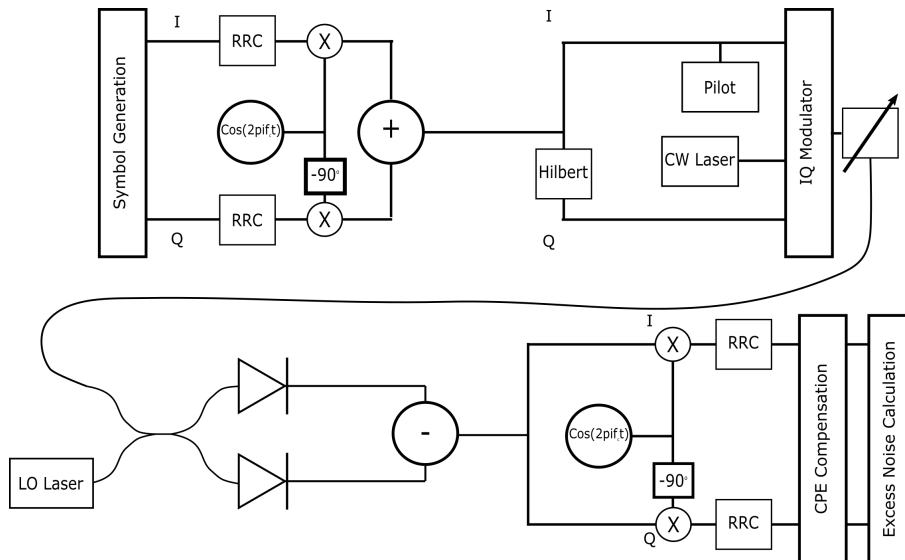 I
I
Symbol Generation
RRC
X
Pilot
Cos(2pif꜀t)
+
IQ Modulator
CW Laser
-90°
Hilbert
RRC
X
Q
Q
I
X
RRC
CPE Compensation
Excess Noise Calculation
Cos(2pif꜀t)
-
LO Laser
-90°
X
RRC
Q